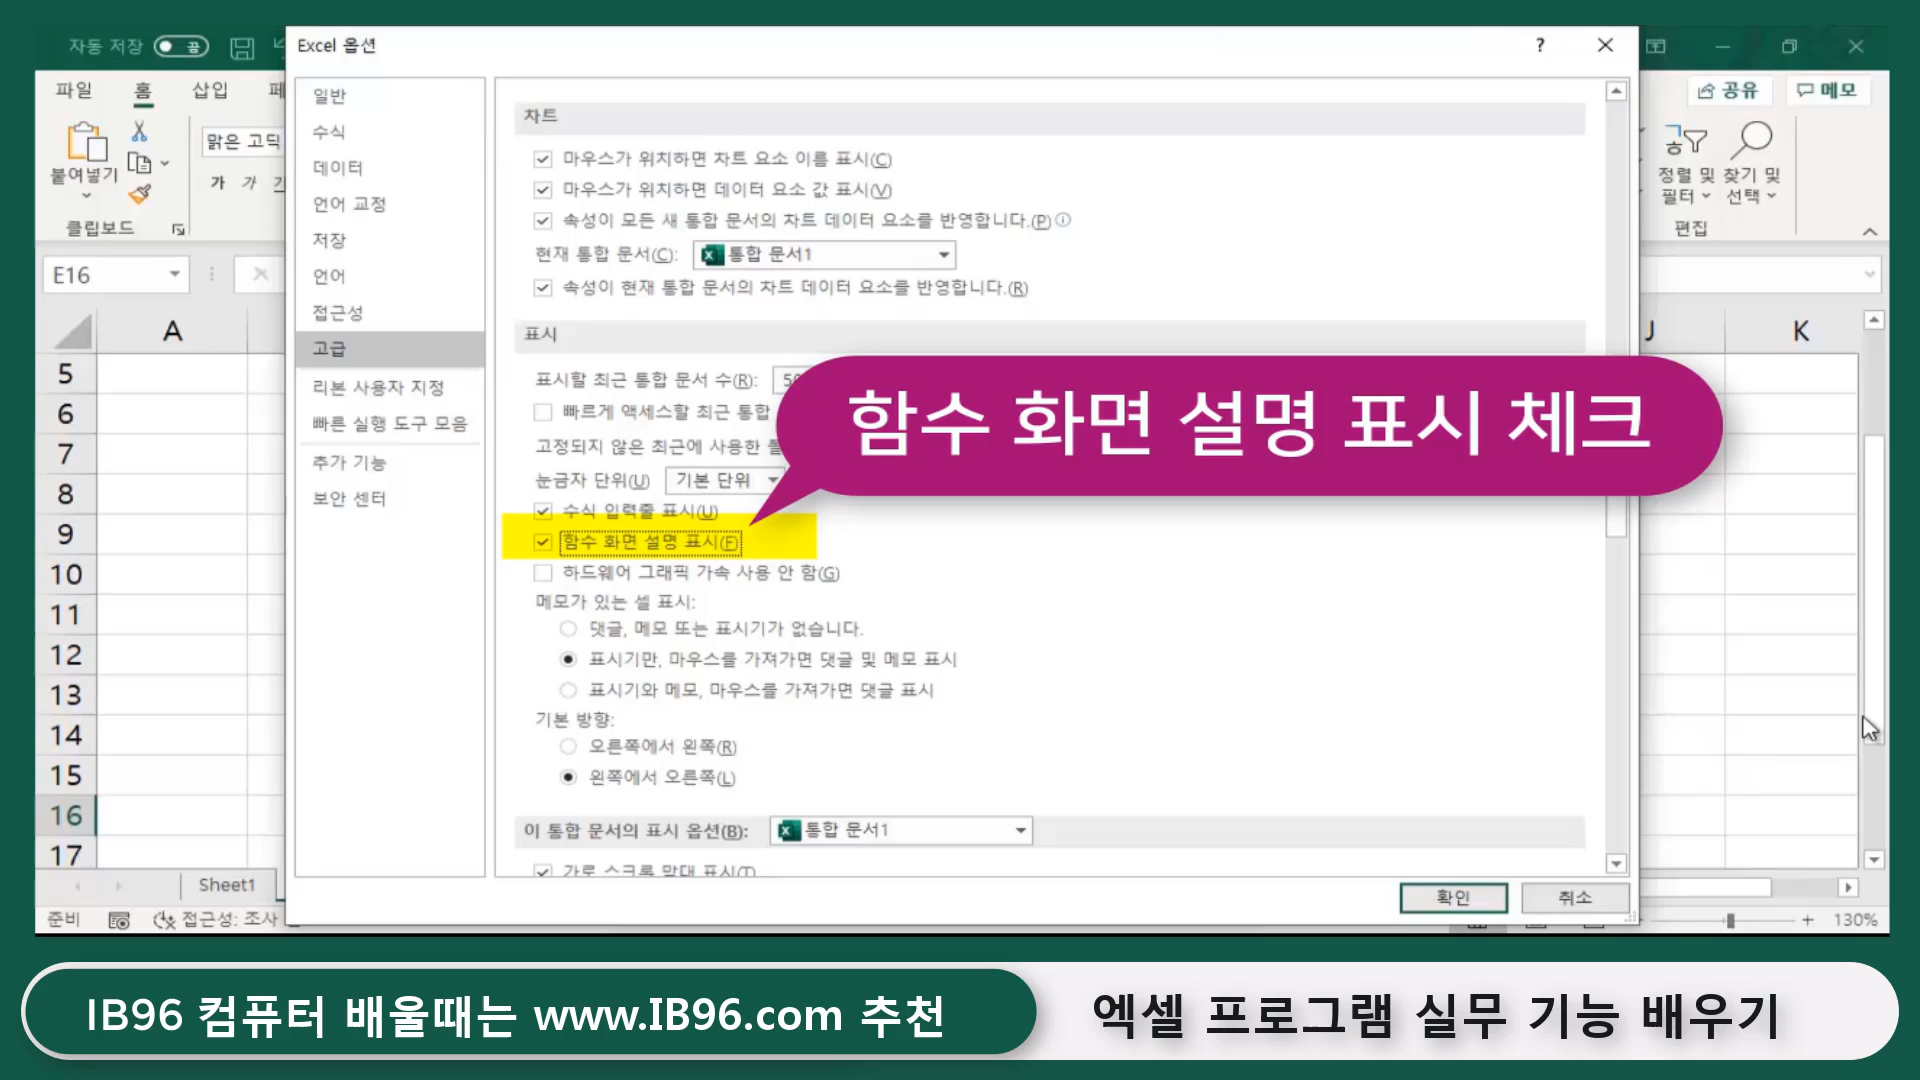 자동 저장 끔
Excel 옵션
?
파일 홈 삽입 페
공유 메모
붙여넣기
클립보드
맑은 고딕
가 가 간
정렬 및 필터
찾기 및 선택
편집
E16
A J K
5
6
7
8
9
10
11
12
13
14
15
16
17
일반
수식
데이터
언어 교정
저장
언어
접근성
고급
리본 사용자 지정
빠른 실행 도구 모음
추가 기능
보안 센터
차트
마우스가 위치하면 차트 요소 이름 표시(C)
마우스가 위치하면 데이터 요소 값 표시(V)
속성이 모든 새 통합 문서의 차트 데이터 요소를 반영합니다.(P)
현재 통합 문서(C): 통합 문서1
속성이 현재 통합 문서의 차트 데이터 요소를 반영합니다.(R)
표시
표시할 최근 통합 문서 수(R): 50
빠르게 액세스할 최근 통합
고정되지 않은 최근에 사용한
눈금자 단위(U) 기본 단위
수식 입력줄 표시(U)
함수 화면 설명 표시(F)
하드웨어 그래픽 가속 사용 안 함(G)
메모가 있는 셀 표시:
댓글, 메모 또는 표시기가 없습니다.
표시기만, 마우스를 가져가면 댓글 및 메모 표시
표시기와 메모, 마우스를 가져가면 댓글 표시
기본 방향:
오른쪽에서 왼쪽(R)
왼쪽에서 오른쪽(L)
이 통합 문서의 표시 옵션(B): 통합 문서1
가로 스크롤 막대 표시(T)
확인 취소
함수 화면 설명 표시 체크
Sheet1
준비 접근성: 조사
130%
IB96 컴퓨터 배울때는 www.IB96.com 추천
엑셀 프로그램 실무 기능 배우기